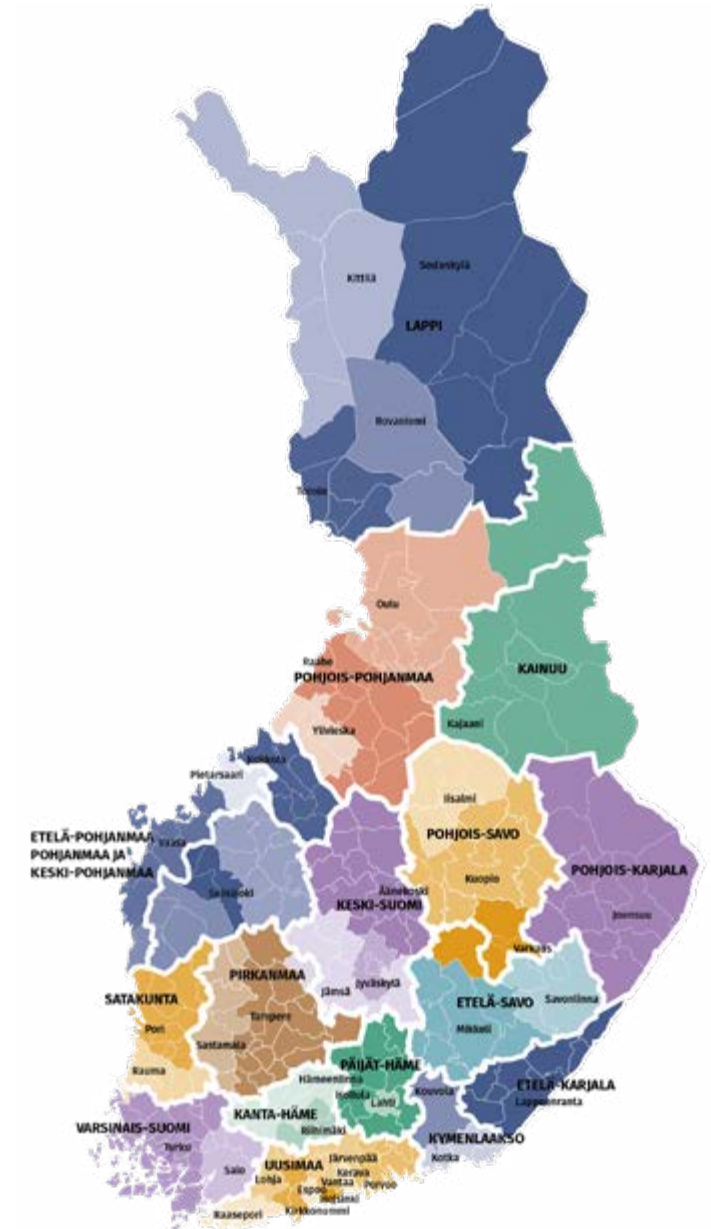 Kittilä
Sodankylä
LAPPI
Rovaniemi
Tornio
Oulu
Raahe
POHJOIS-POHJANMAA
KAINUU
Ylivieska
Kajaani
Kokkola
Pietarsaari
Iisalmi
POHJOIS-SAVO
ETELÄ-POHJANMAA
POHJANMAA JA
KESKI-POHJANMAA
Vaasa
Seinäjoki
Äänekoski
KESKI-SUOMI
Kuopio
POHJOIS-KARJALA
Joensuu
Varkaus
PIRKANMAA
SATAKUNTA
Jämsä
Jyväskylä
ETELÄ-SAVO
Savonlinna
Pori
Tampere
Mikkeli
Sastamala
Rauma
PÄIJÄT-HÄME
Hämeenlinna
Hollola
Lahti
Kouvola
ETELÄ-KARJALA
Lappeenranta
KANTA-HÄME
Riihimäki
VARSINAIS-SUOMI
Turku
KYMENLAAKSO
Kotka
Salo
UUSIMAA
Järvenpää
Kerava
Lohja
Vantaa
Porvoo
Espoo
Helsinki
Kirkkonummi
Raasepori